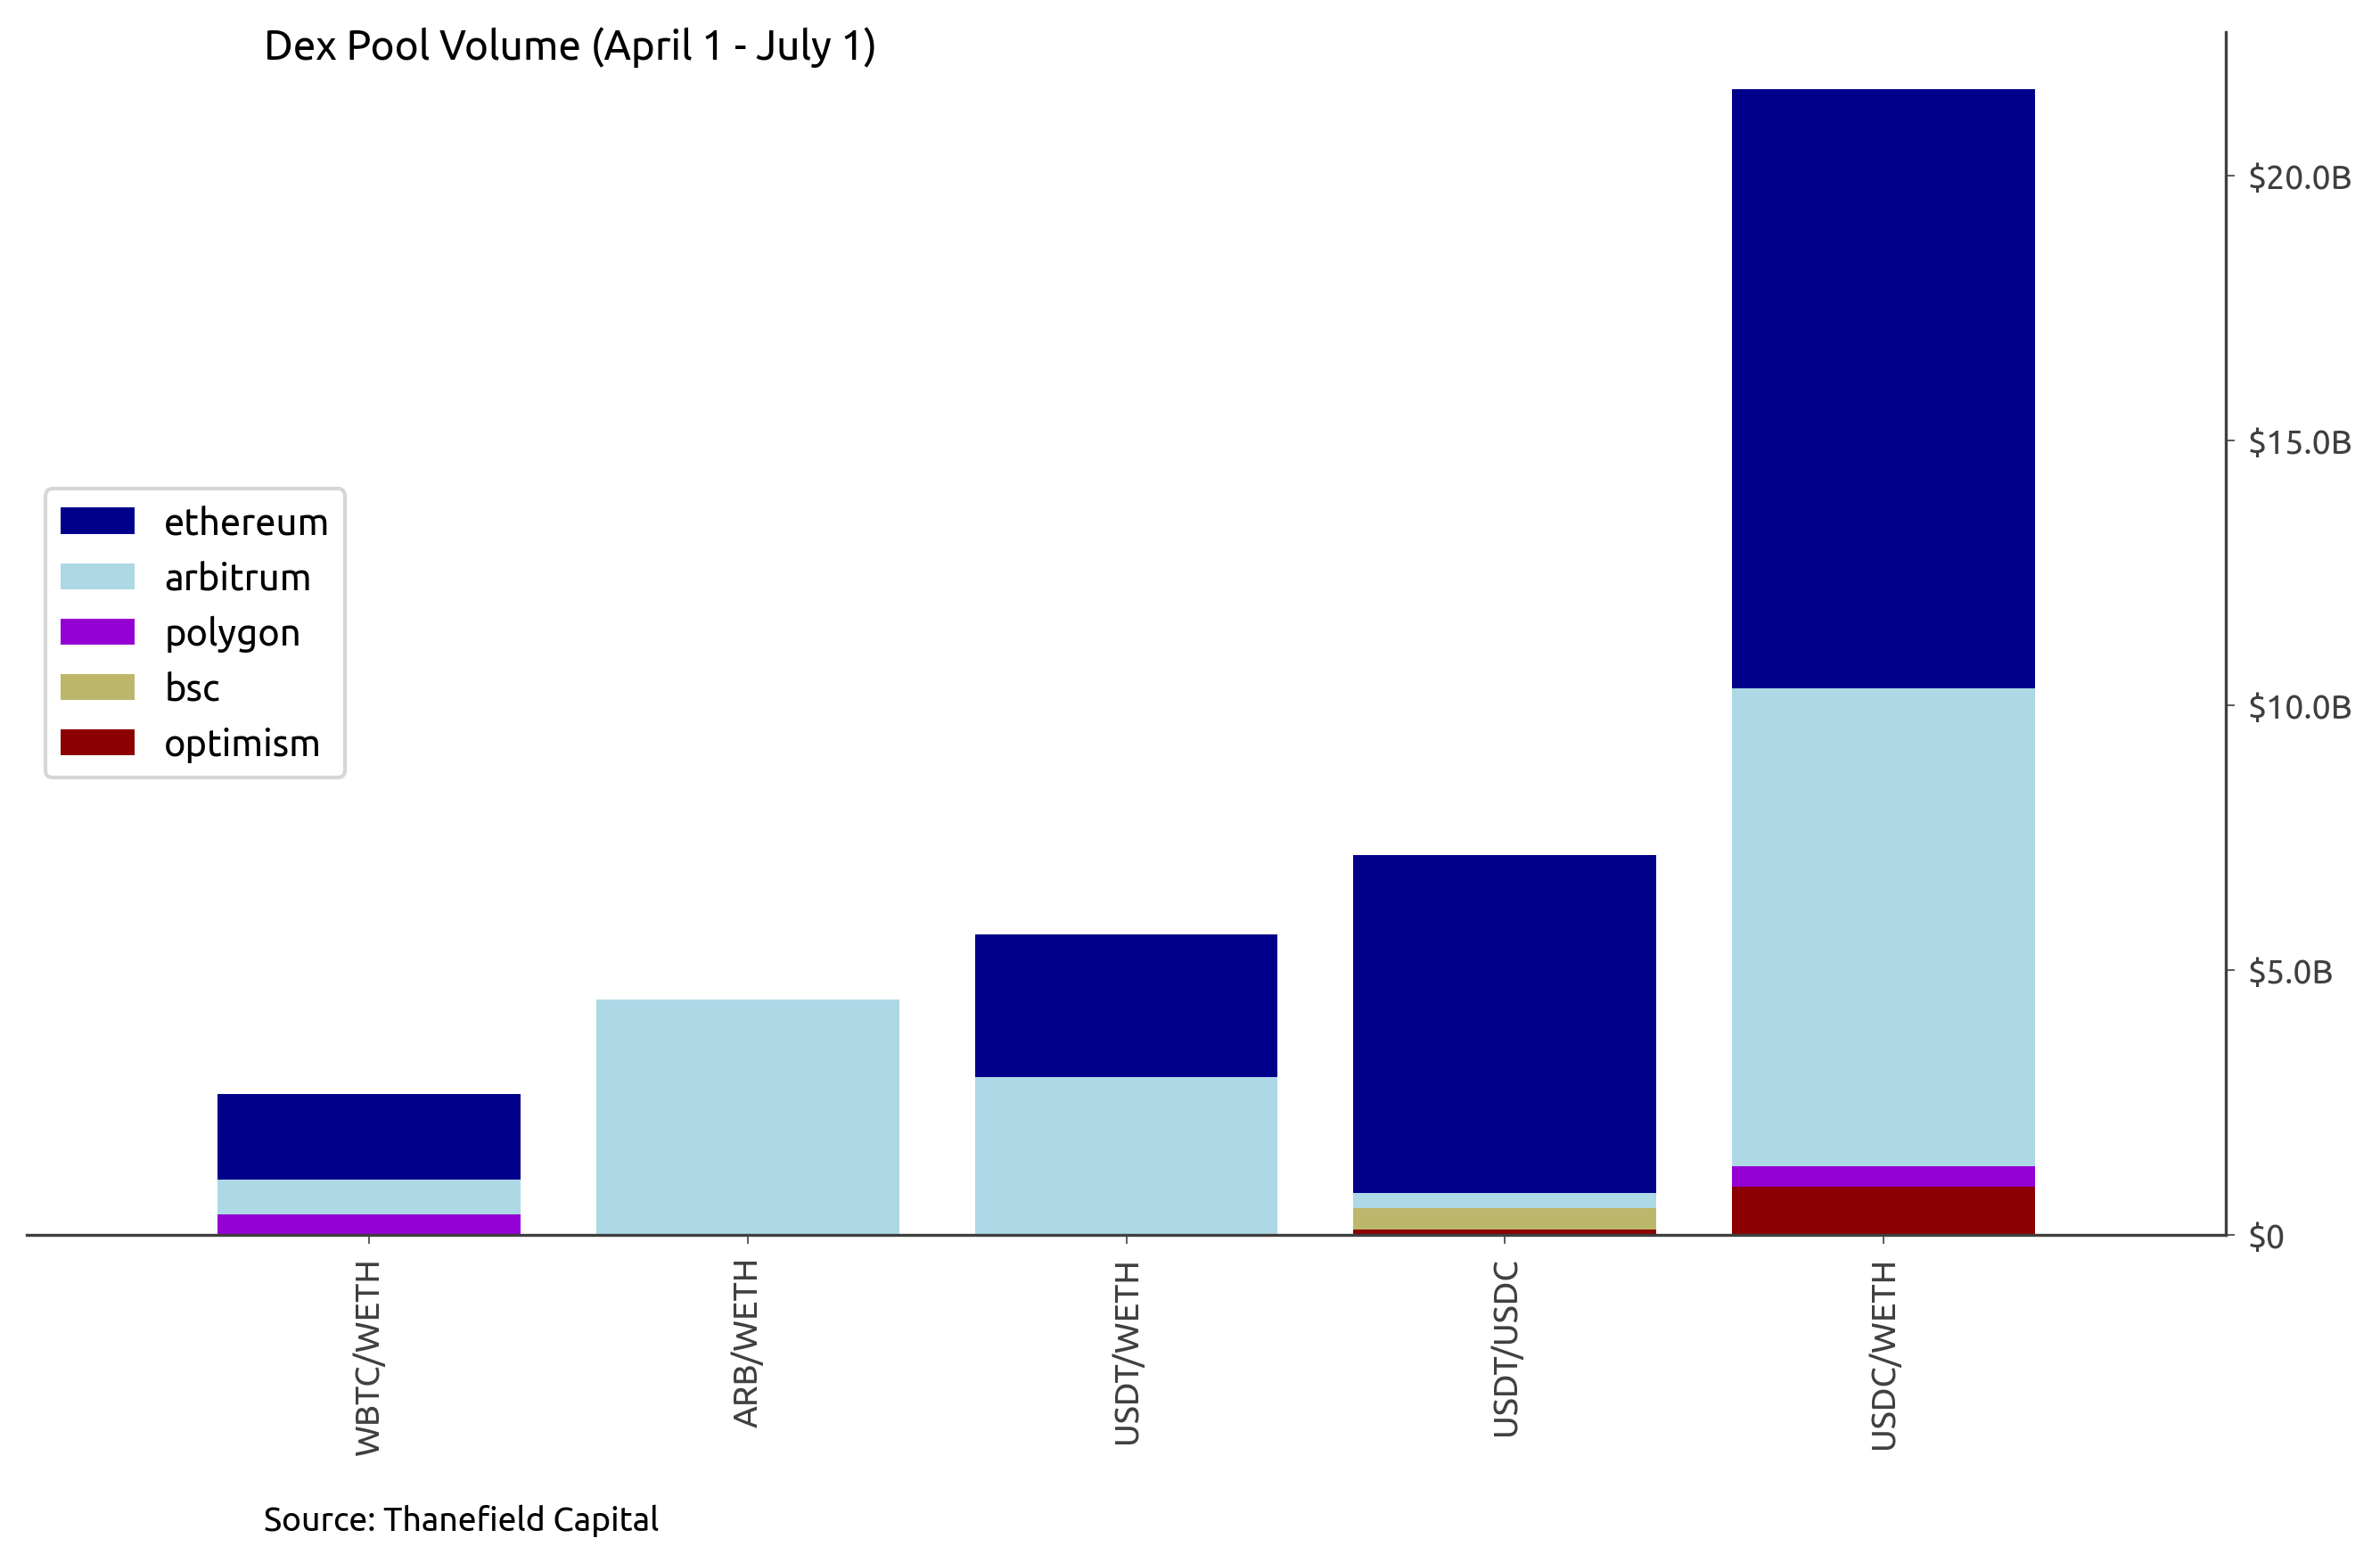 Dex Pool Volume (April 1 - July 1)
$20.0B
$15.0B
$10.0B
$5.0B
$0
ethereum
arbitrum
polygon
bsc
optimism
WBTC/WETH
ARB/WETH
USDT/WETH
USDT/USDC
USDC/WETH
Source: Thanefield Capital